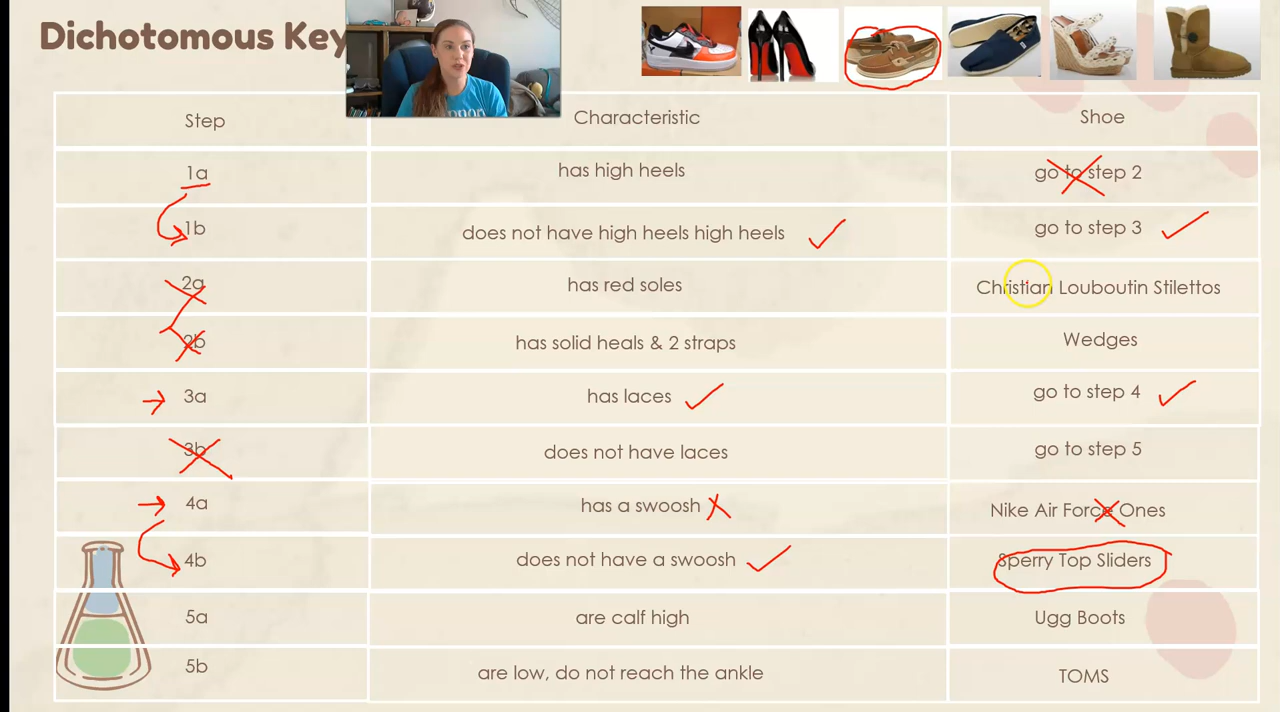 Dichotomous Key
Step Characteristic Shoe
1a has high heels go to step 2
1b does not have high heels high heels go to step 3
2a has red soles Christian Louboutin Stilettos
2b has solid heals & 2 straps Wedges
3a has laces go to step 4
3b does not have laces go to step 5
4a has a swoosh Nike Air Force Ones
4b does not have a swoosh Sperry Top Sliders
5a are calf high Ugg Boots
5b are low, do not reach the ankle TOMS